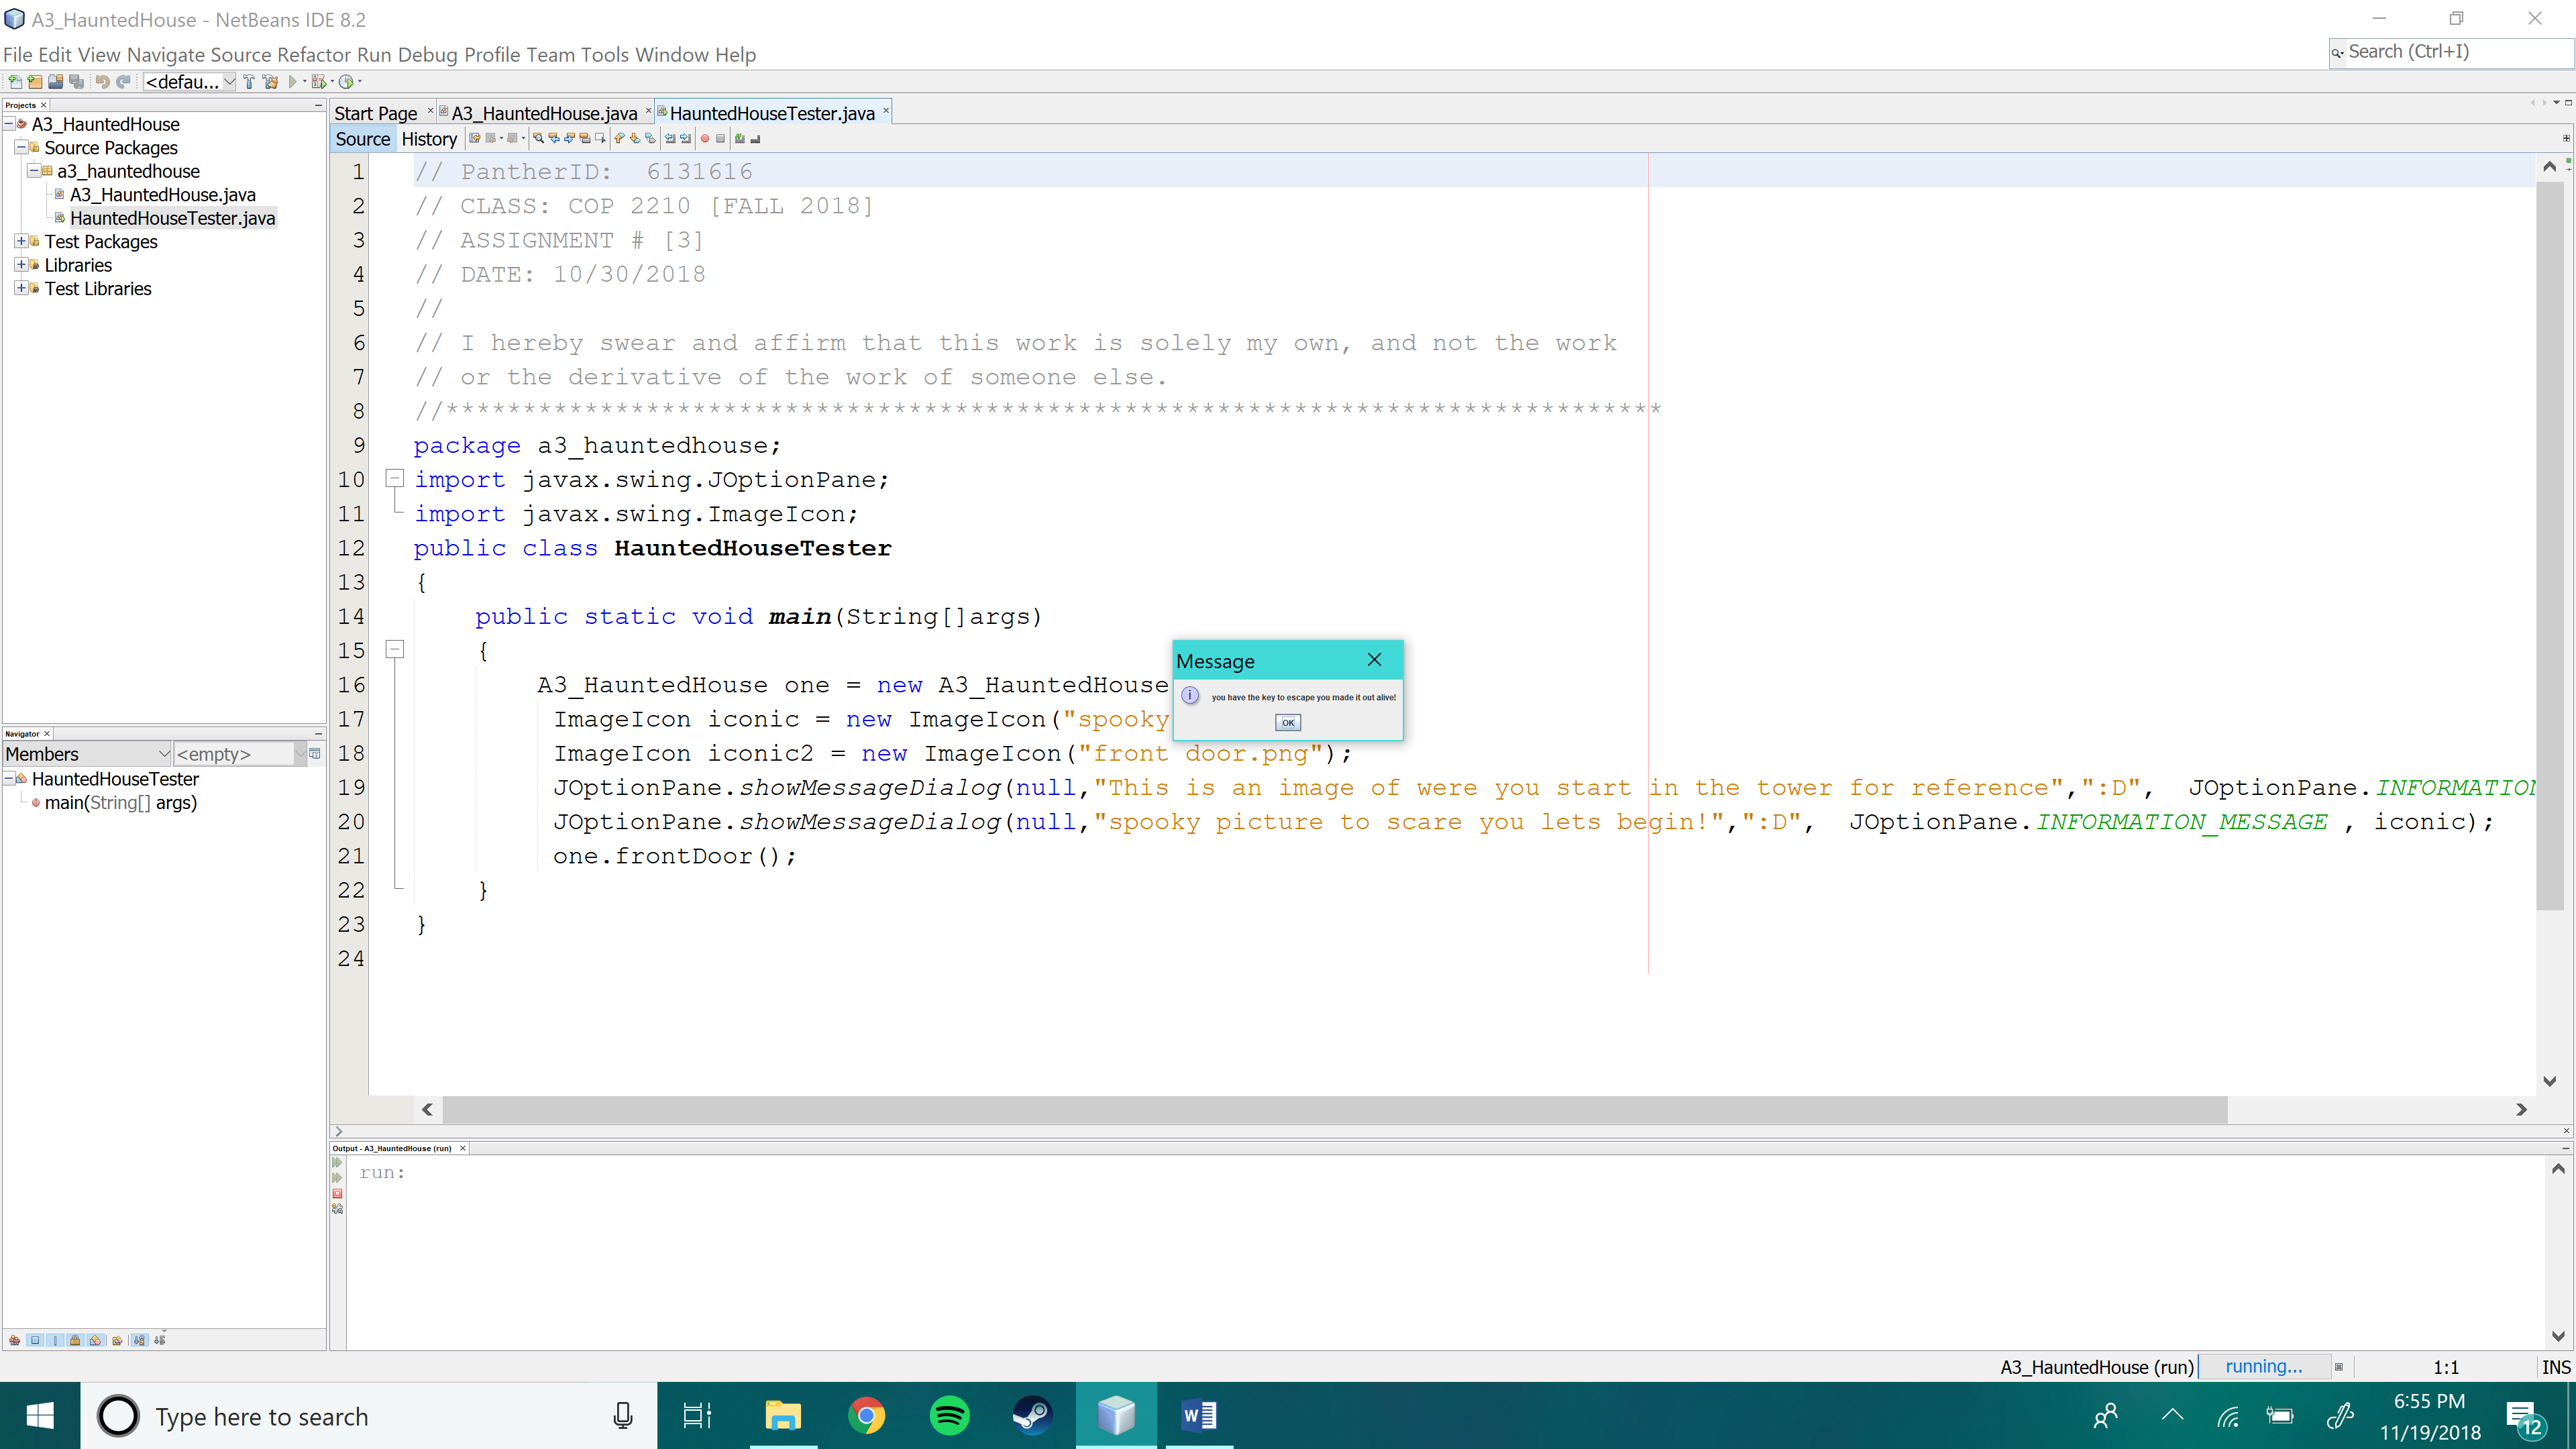 A3_HauntedHouse - NetBeans IDE 8.2
File Edit View Navigate Source Refactor Run Debug Profile Team Tools Window Help
Search (Ctrl+I)
<defau...
Projects
A3_HauntedHouse
Source Packages
a3_hauntedhouse
A3_HauntedHouse.java
HauntedHouseTester.java
Test Packages
Libraries
Test Libraries
Navigator
Members
<empty>
HauntedHouseTester
main(String[] args)
Start Page A3_HauntedHouse.java HauntedHouseTester.java
Source History
1 // PantherID:  6131616
2 // CLASS: COP 2210 [FALL 2018]
3 // ASSIGNMENT # [3]
4 // DATE: 10/30/2018
5 //
6 // I hereby swear and affirm that this work is solely my own, and not the work
7 // or the derivative of the work of someone else.
8 //*******************************************************************************
9 package a3_hauntedhouse;
10 import javax.swing.JOptionPane;
11 import javax.swing.ImageIcon;
12 public class HauntedHouseTester
13 {
14 public static void main(String[]args)
15 {
16 A3_HauntedHouse one = new A3_HauntedHouse
17 ImageIcon iconic = new ImageIcon("spooky
18 ImageIcon iconic2 = new ImageIcon("front door.png");
19 JOptionPane.showMessageDialog(null,"This is an image of were you start in the tower for reference",":D",  JOptionPane.INFORMATION
20 JOptionPane.showMessageDialog(null,"spooky picture to scare you lets begin!",":D",  JOptionPane.INFORMATION_MESSAGE , iconic);
21 one.frontDoor();
22 }
23 }
24
Message
you have the key to escape you made it out alive!
OK
Output - A3_HauntedHouse (run)
run:
A3_HauntedHouse (run) running... 1:1 INS
Type here to search
6:55 PM
11/19/2018
12